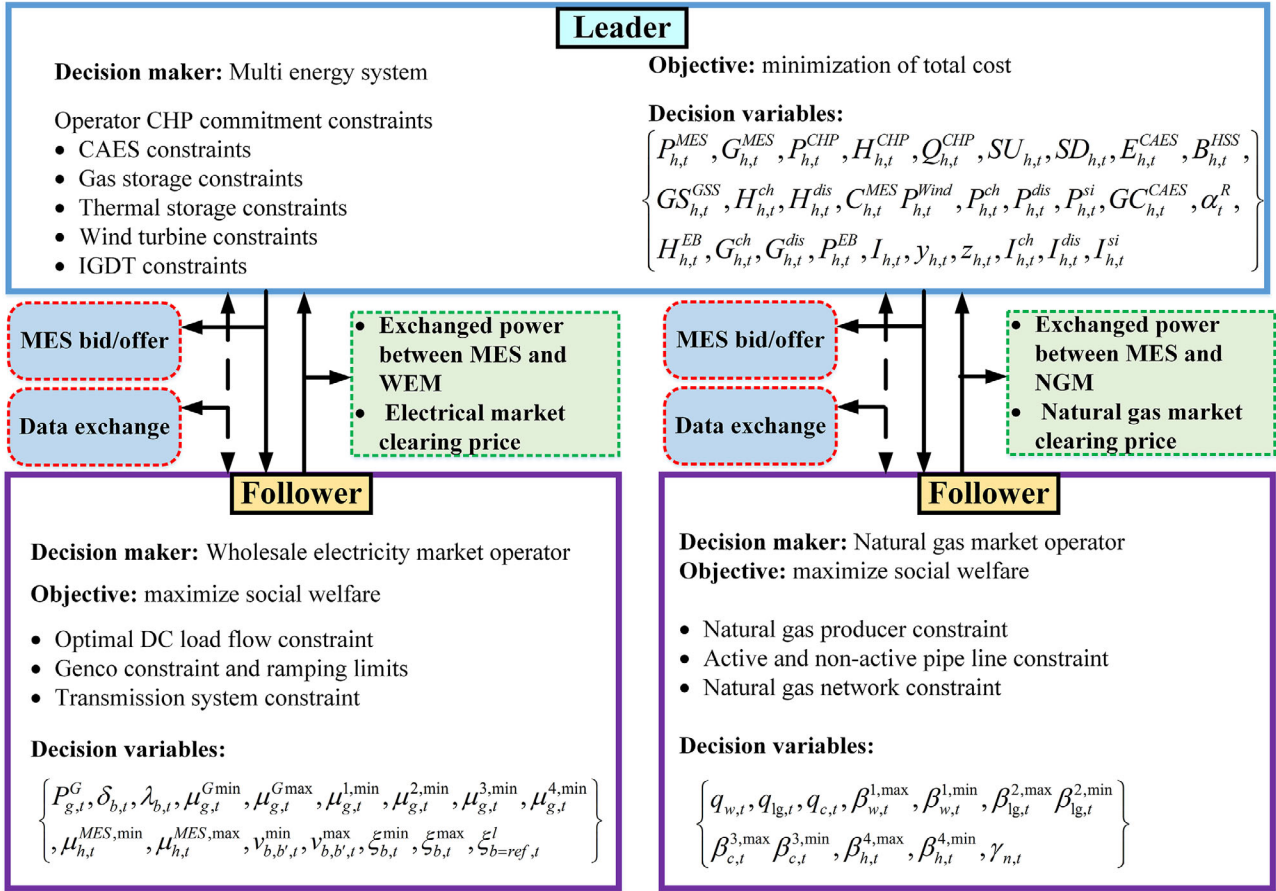 Leader
Decision maker: Multi energy system
Operator CHP commitment constraints
• CAES constraints
• Gas storage constraints
• Thermal storage constraints
• Wind turbine constraints
• IGDT constraints
Objective: minimization of total cost
Decision variables:
{P_{h,t}^{MES}, G_{h,t}^{MES}, P_{h,t}^{CHP}, H_{h,t}^{CHP}, Q_{h,t}^{CHP}, SU_{h,t}, SD_{h,t}, E_{h,t}^{CAES}, B_{h,t}^{HSS},
GS_{h,t}^{GSS}, H_{h,t}^{ch}, H_{h,t}^{dis}, C_{h,t}^{MES} P_{h,t}^{Wind}, P_{h,t}^{ch}, P_{h,t}^{dis}, P_{h,t}^{si}, GC_{h,t}^{CAES}, α_t^R,
H_{h,t}^{EB}, G_{h,t}^{ch}, G_{h,t}^{dis}, P_{h,t}^{EB}, I_{h,t}, y_{h,t}, z_{h,t}, I_{h,t}^{ch}, I_{h,t}^{dis}, I_{h,t}^{si}}
MES bid/offer
Data exchange
• Exchanged power
between MES and
WEM
• Electrical market
clearing price
MES bid/offer
Data exchange
• Exchanged power
between MES and
NGM
• Natural gas market
clearing price
Follower
Decision maker: Wholesale electricity market operator
Objective: maximize social welfare
• Optimal DC load flow constraint
• Genco constraint and ramping limits
• Transmission system constraint
Decision variables:
{P_{g,t}^G, δ_{b,t}, λ_{b,t}, μ_{g,t}^{G min}, μ_{g,t}^{G max}, μ_{g,t}^{1,min}, μ_{g,t}^{2,min}, μ_{g,t}^{3,min}, μ_{g,t}^{4,min}
, μ_{h,t}^{MES,min}, μ_{h,t}^{MES,max}, ν_{b,b',t}^{min}, ν_{b,b',t}^{max}, ξ_{b,t}^{min}, ξ_{b,t}^{max}, ξ_{b=ref,t}^l}
Follower
Decision maker: Natural gas market operator
Objective: maximize social welfare
• Natural gas producer constraint
• Active and non-active pipe line constraint
• Natural gas network constraint
Decision variables:
{q_{w,t}, q_{lg,t}, q_{c,t}, β_{w,t}^{1,max}, β_{w,t}^{1,min}, β_{lg,t}^{2,max} β_{lg,t}^{2,min}
β_{c,t}^{3,max} β_{c,t}^{3,min}, β_{h,t}^{4,max}, β_{h,t}^{4,min}, γ_{n,t}}